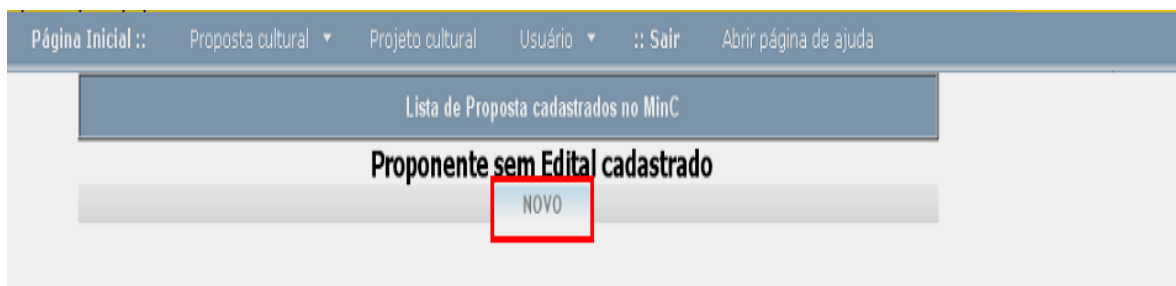 Página Inicial :: Proposta cultural Projeto cultural Usuário :: Sair Abrir página de ajuda
Lista de Proposta cadastrados no MinC
Proponente sem Edital cadastrado
NOVO